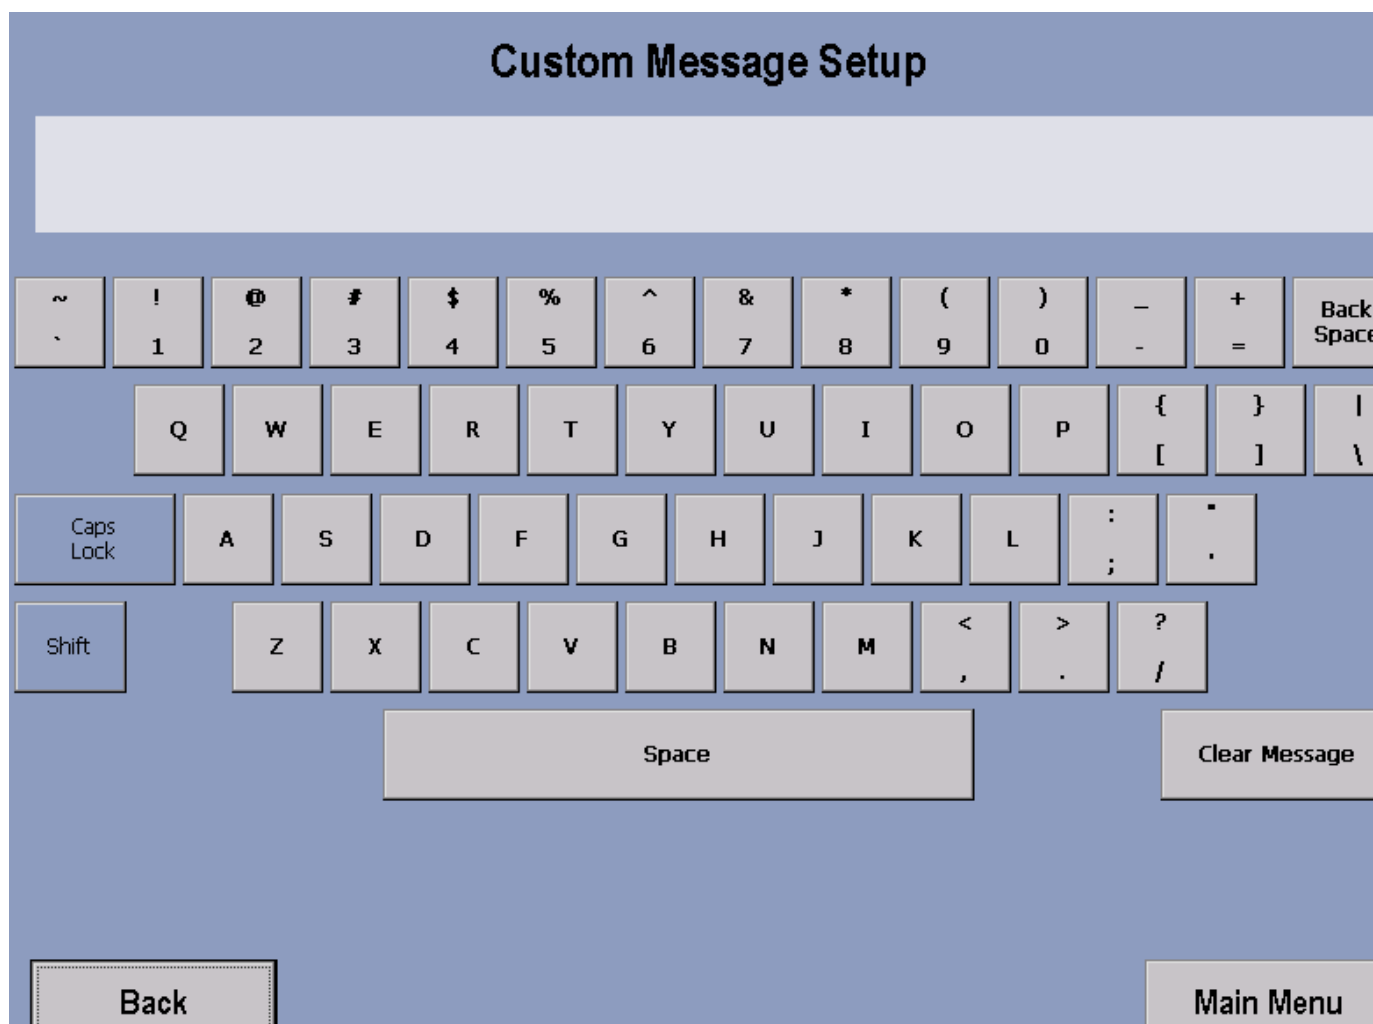 Custom Message Setup
~ ! @ # $ % ^ & * ( ) _ + Back
` 1 2 3 4 5 6 7 8 9 0 - = Space
Q W E R T Y U I O P { } |
[ ] \
Caps
Lock
A S D F G H J K L : "
; '
Shift Z X C V B N M < > ?
, . /
Space Clear Message
Back Main Menu